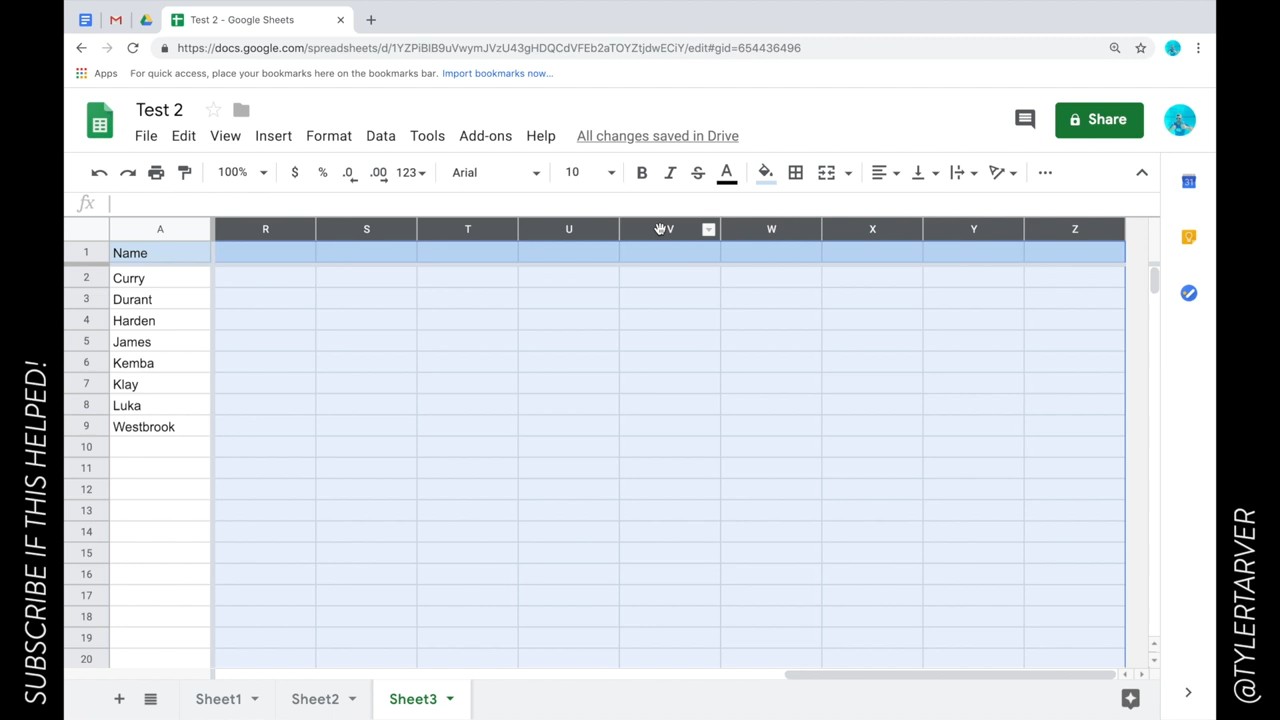 Test 2 - Google Sheets
https://docs.google.com/spreadsheets/d/1YZPiBIB9uVwymJVzU43gHDQCdVFEb2aTOYZtjdwECiY/edit#gid=654436496
Apps For quick access, place your bookmarks here on the bookmarks bar. Import bookmarks now...
Test 2
File Edit View Insert Format Data Tools Add-ons Help All changes saved in Drive
Share
100% $ % .0 .00 123 Arial 10 B I S A
31
fx
A R S T U V W X Y Z
1 Name
2 Curry
3 Durant
4 Harden
5 James
6 Kemba
7 Klay
8 Luka
9 Westbrook
10
11
12
13
14
15
16
17
18
19
20
Sheet1 Sheet2 Sheet3
SUBSCRIBE IF THIS HELPED!
@TYLERTARVER